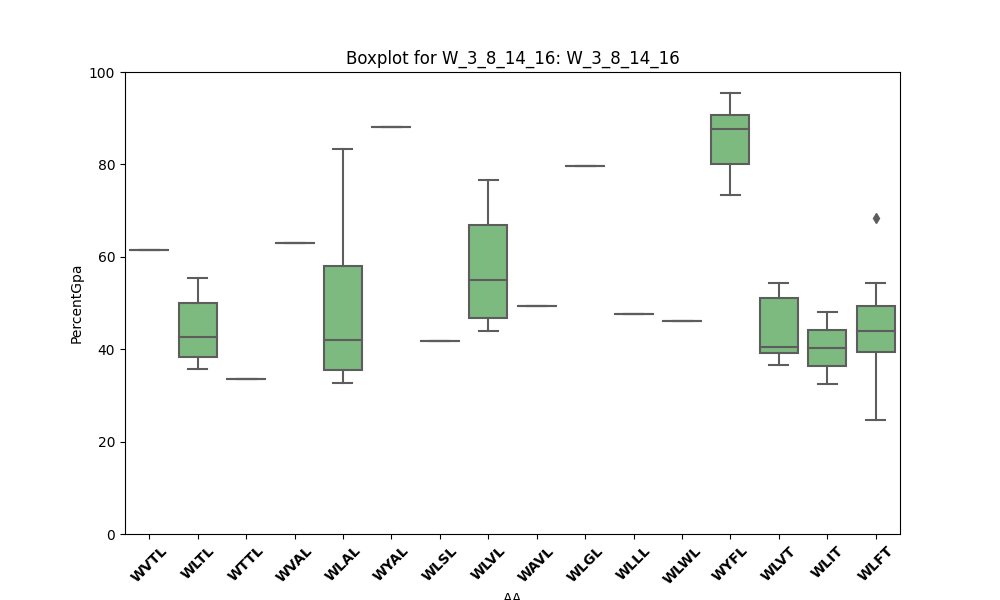 Boxplot for W_3_8_14_16: W_3_8_14_16
100
80
60
40
20
0
PercentGpa
WVTL WLTL WTTL WVAL WLAL WYAL WLSL WLVL WAVL WLGL WLLL WLWL WYFL WLVT WLIT WLFT
AA